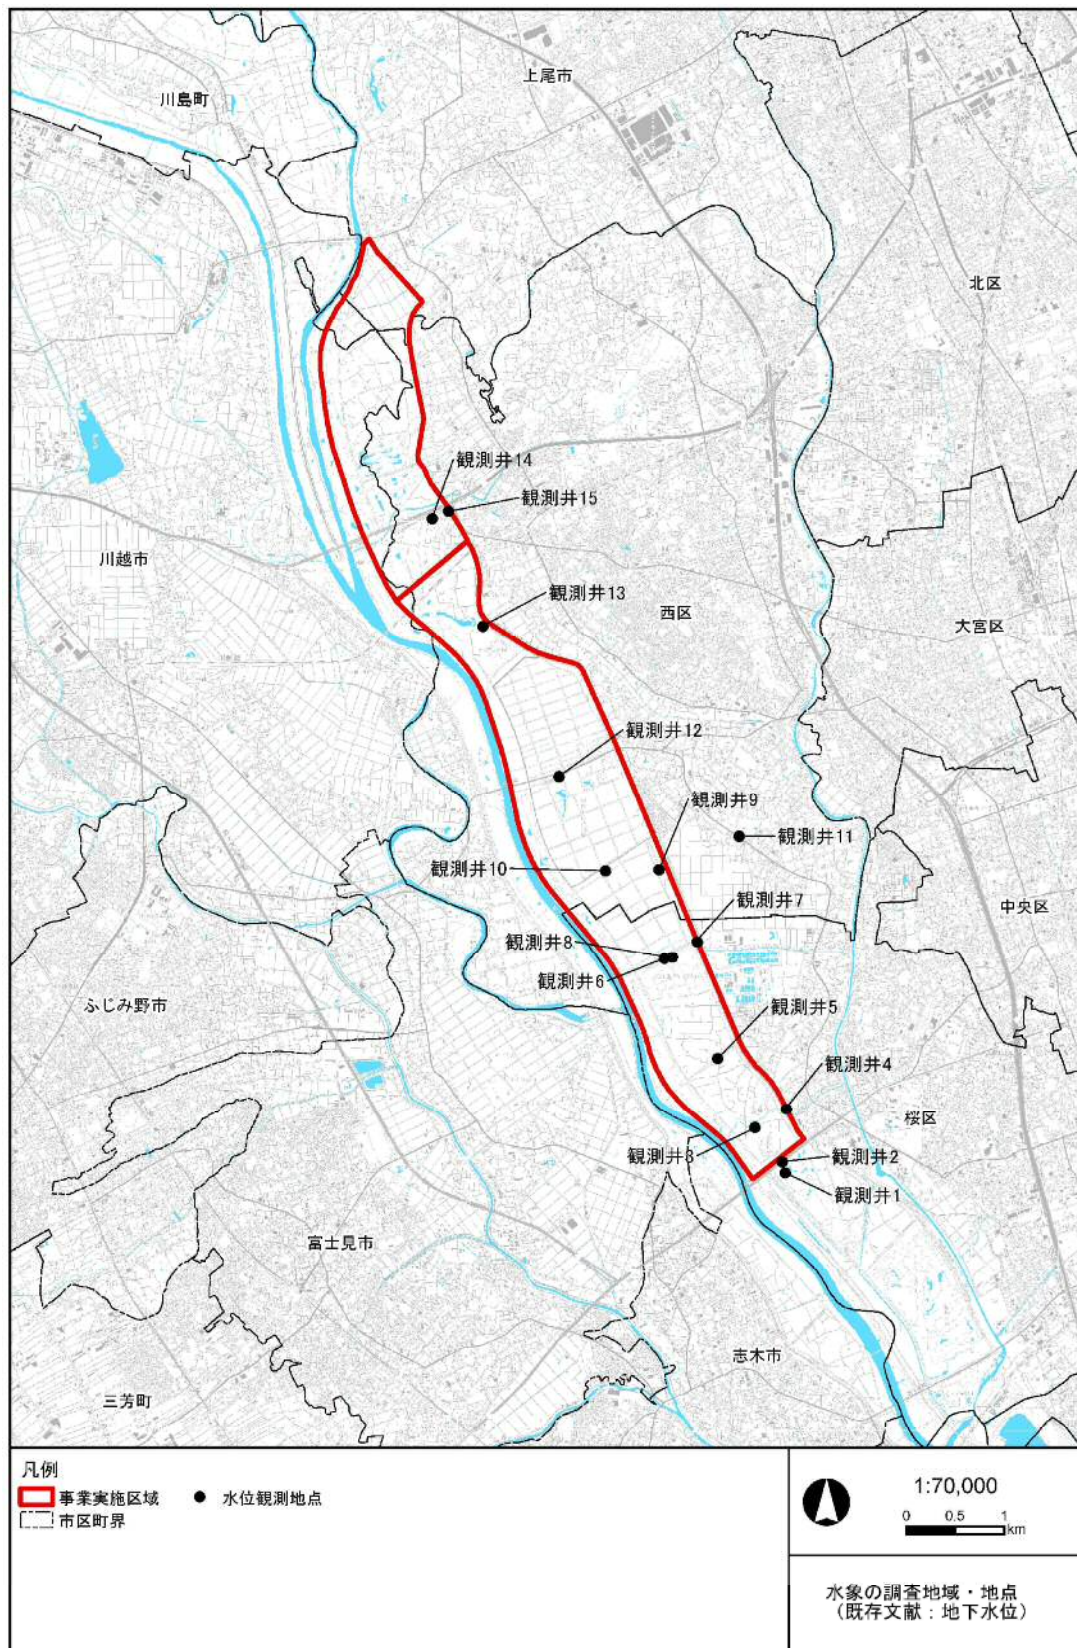 上尾市
川島町
北区
観測井14
観測井15
川越市
観測井13
西区
大宮区
観測井12
観測井9
観測井11
観測井10
中央区
観測井7
観測井8
観測井6
ふじみ野市
観測井5
観測井4
桜区
観測井3
観測井2
観測井1
富士見市
志木市
三芳町
凡例
事業実施区域
水位観測地点
市区町界
1:70,000
0 0.5 1
km
水象の調査地域・地点
（既存文献：地下水位）